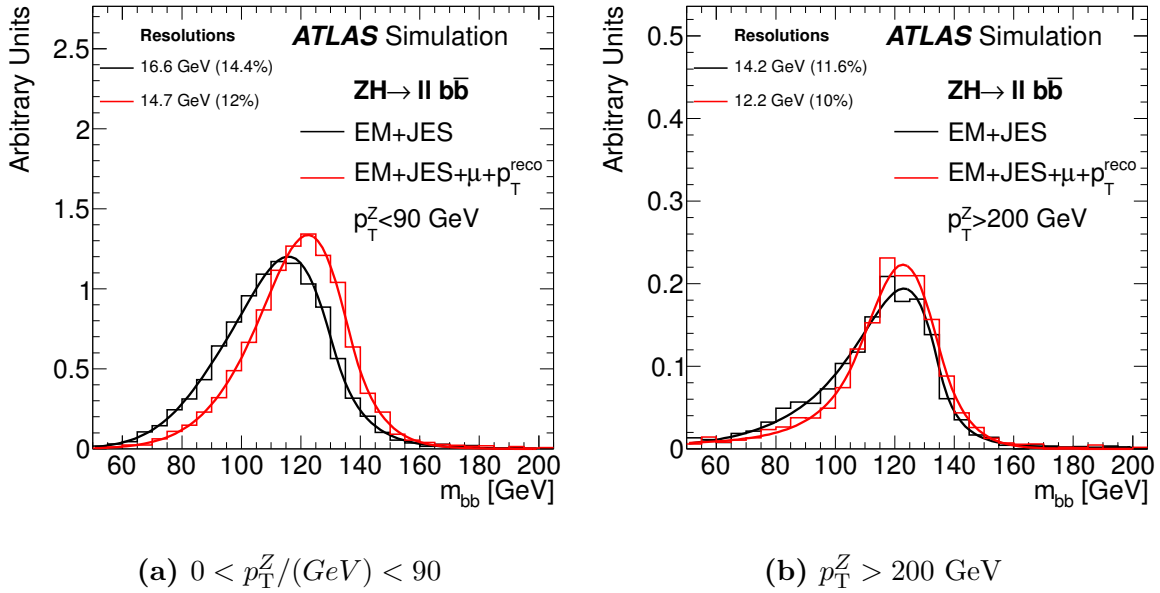 Arbitrary Units
Resolutions
16.6 GeV (14.4%)
14.7 GeV (12%)
ATLAS Simulation
ZH→ ll bb̅
EM+JES
EM+JES+μ+p_T^reco
p_T^Z<90 GeV
2.5
2
1.5
1
0.5
0
60 80 100 120 140 160 180 200
m_bb [GeV]
(a) 0 < p_T^Z/(GeV) < 90
Arbitrary Units
Resolutions
14.2 GeV (11.6%)
12.2 GeV (10%)
ATLAS Simulation
ZH→ ll bb̅
EM+JES
EM+JES+μ+p_T^reco
p_T^Z>200 GeV
0.5
0.4
0.3
0.2
0.1
0
60 80 100 120 140 160 180 200
m_bb [GeV]
(b) p_T^Z > 200 GeV